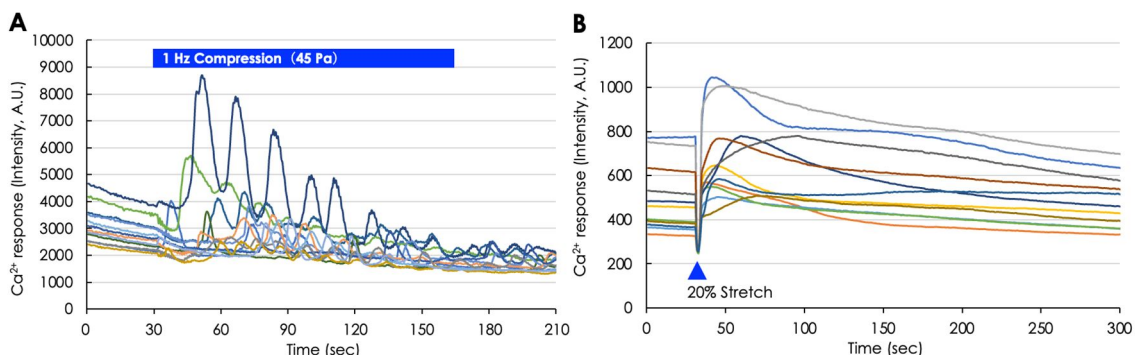 A
1 Hz Compression（45 Pa）
Ca²⁺ response (Intensity, A.U.)
10000
9000
8000
7000
6000
5000
4000
3000
2000
1000
0
0 30 60 90 120 150 180 210
Time (sec)
B
Ca²⁺ response (Intensity, A.U.)
1200
1000
800
600
400
200
0
20% Stretch
0 50 100 150 200 250 300
Time (sec)